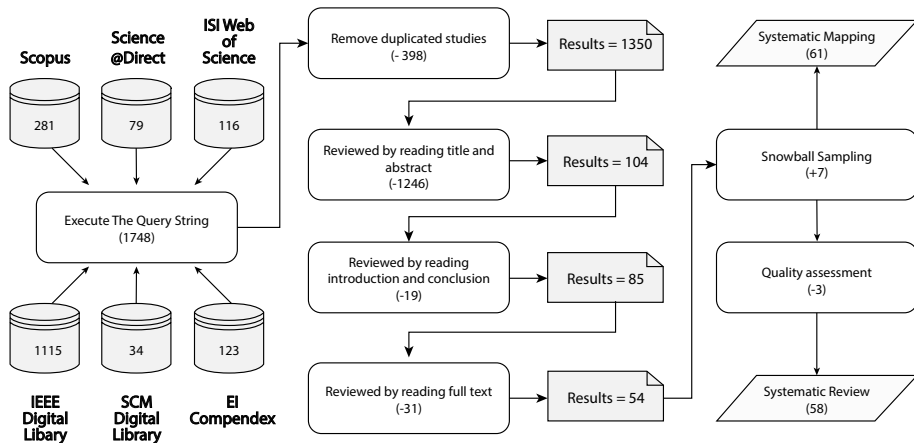 Scopus
Science
@Direct
ISI Web
of
Science
281
79
116
Execute The Query String
(1748)
1115
34
123
IEEE
Digital
Libary
SCM
Digital
Library
EI
Compendex
Remove duplicated studies
(- 398)
Results = 1350
Reviewed by reading title and
abstract
(-1246)
Results = 104
Reviewed by reading
introduction and conclusion
(-19)
Results = 85
Reviewed by reading full text
(-31)
Results = 54
Systematic Mapping
(61)
Snowball Sampling
(+7)
Quality assessment
(-3)
Systematic Review
(58)